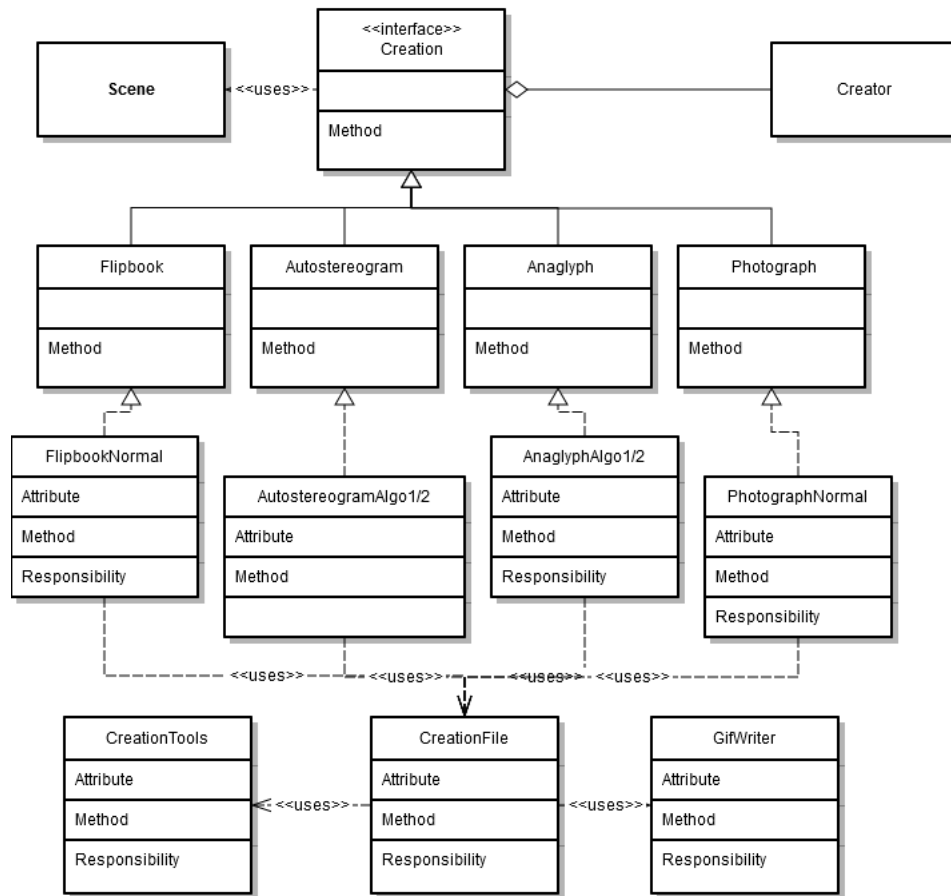 <<interface>>
Creation
Scene
<<uses>>
Creator
Method
Flipbook
Autostereogram
Anaglyph
Photograph
Method
Method
Method
Method
FlipbookNormal
AnaglyphAlgo1/2
Attribute
Attribute
AutostereogramAlgo1/2
PhotographNormal
Method
Method
Attribute
Attribute
Responsibility
Responsibility
Method
Method
Responsibility
<<uses>>
<<uses>>
<<uses>>
<<uses>>
CreationTools
CreationFile
GifWriter
Attribute
Attribute
Attribute
<<uses>>
<<uses>>
Method
Method
Method
Responsibility
Responsibility
Responsibility